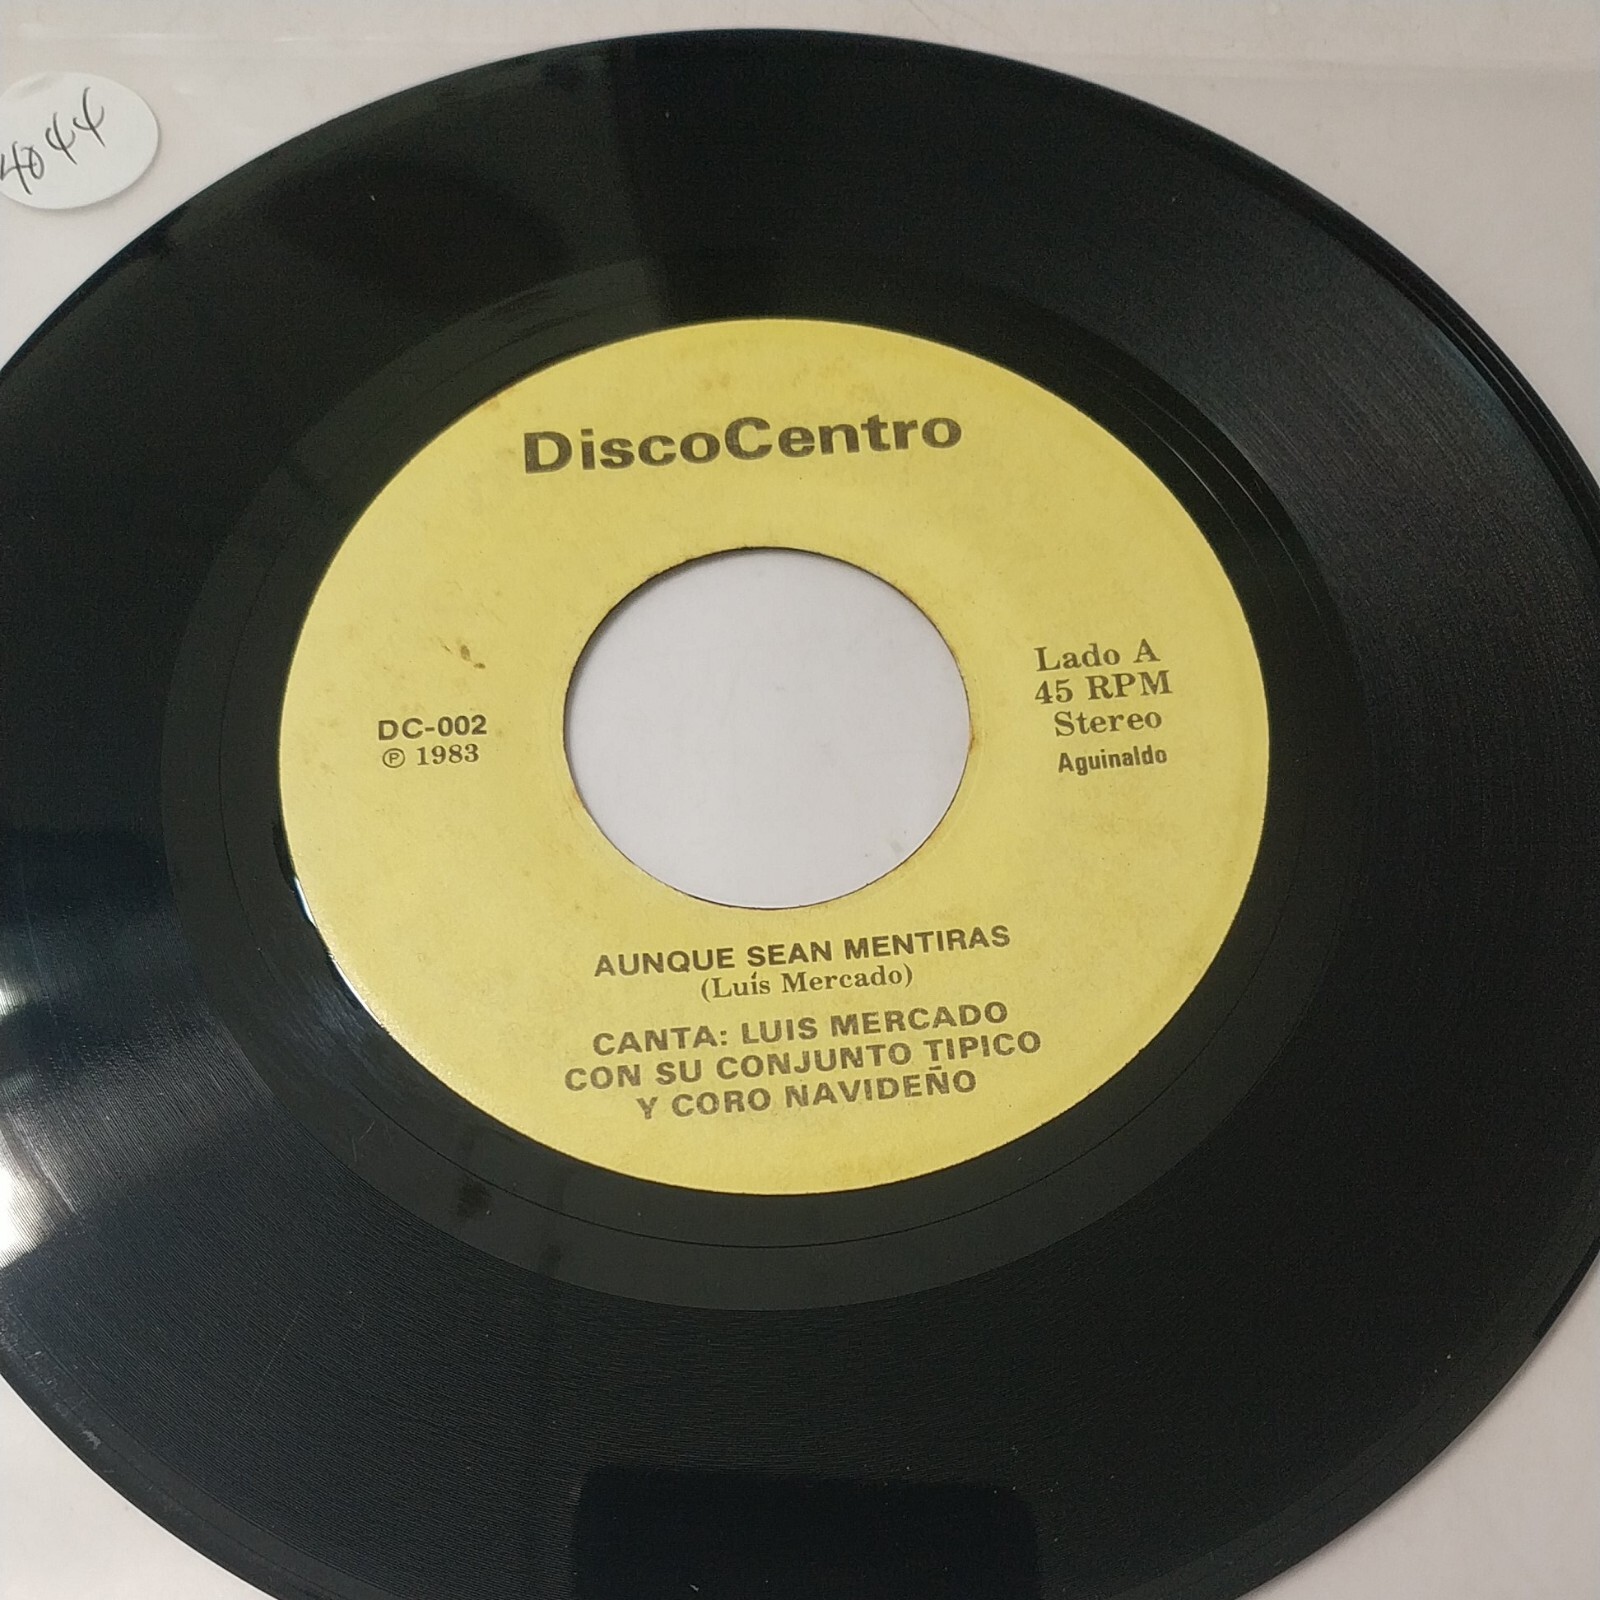 4044
DiscoCentro
DC-002
℗ 1983
Lado A
45 RPM
Stereo
Aguinaldo
AUNQUE SEAN MENTIRAS
(Luís Mercado)
CANTA: LUIS MERCADO
CON SU CONJUNTO TIPICO
Y CORO NAVIDEÑO